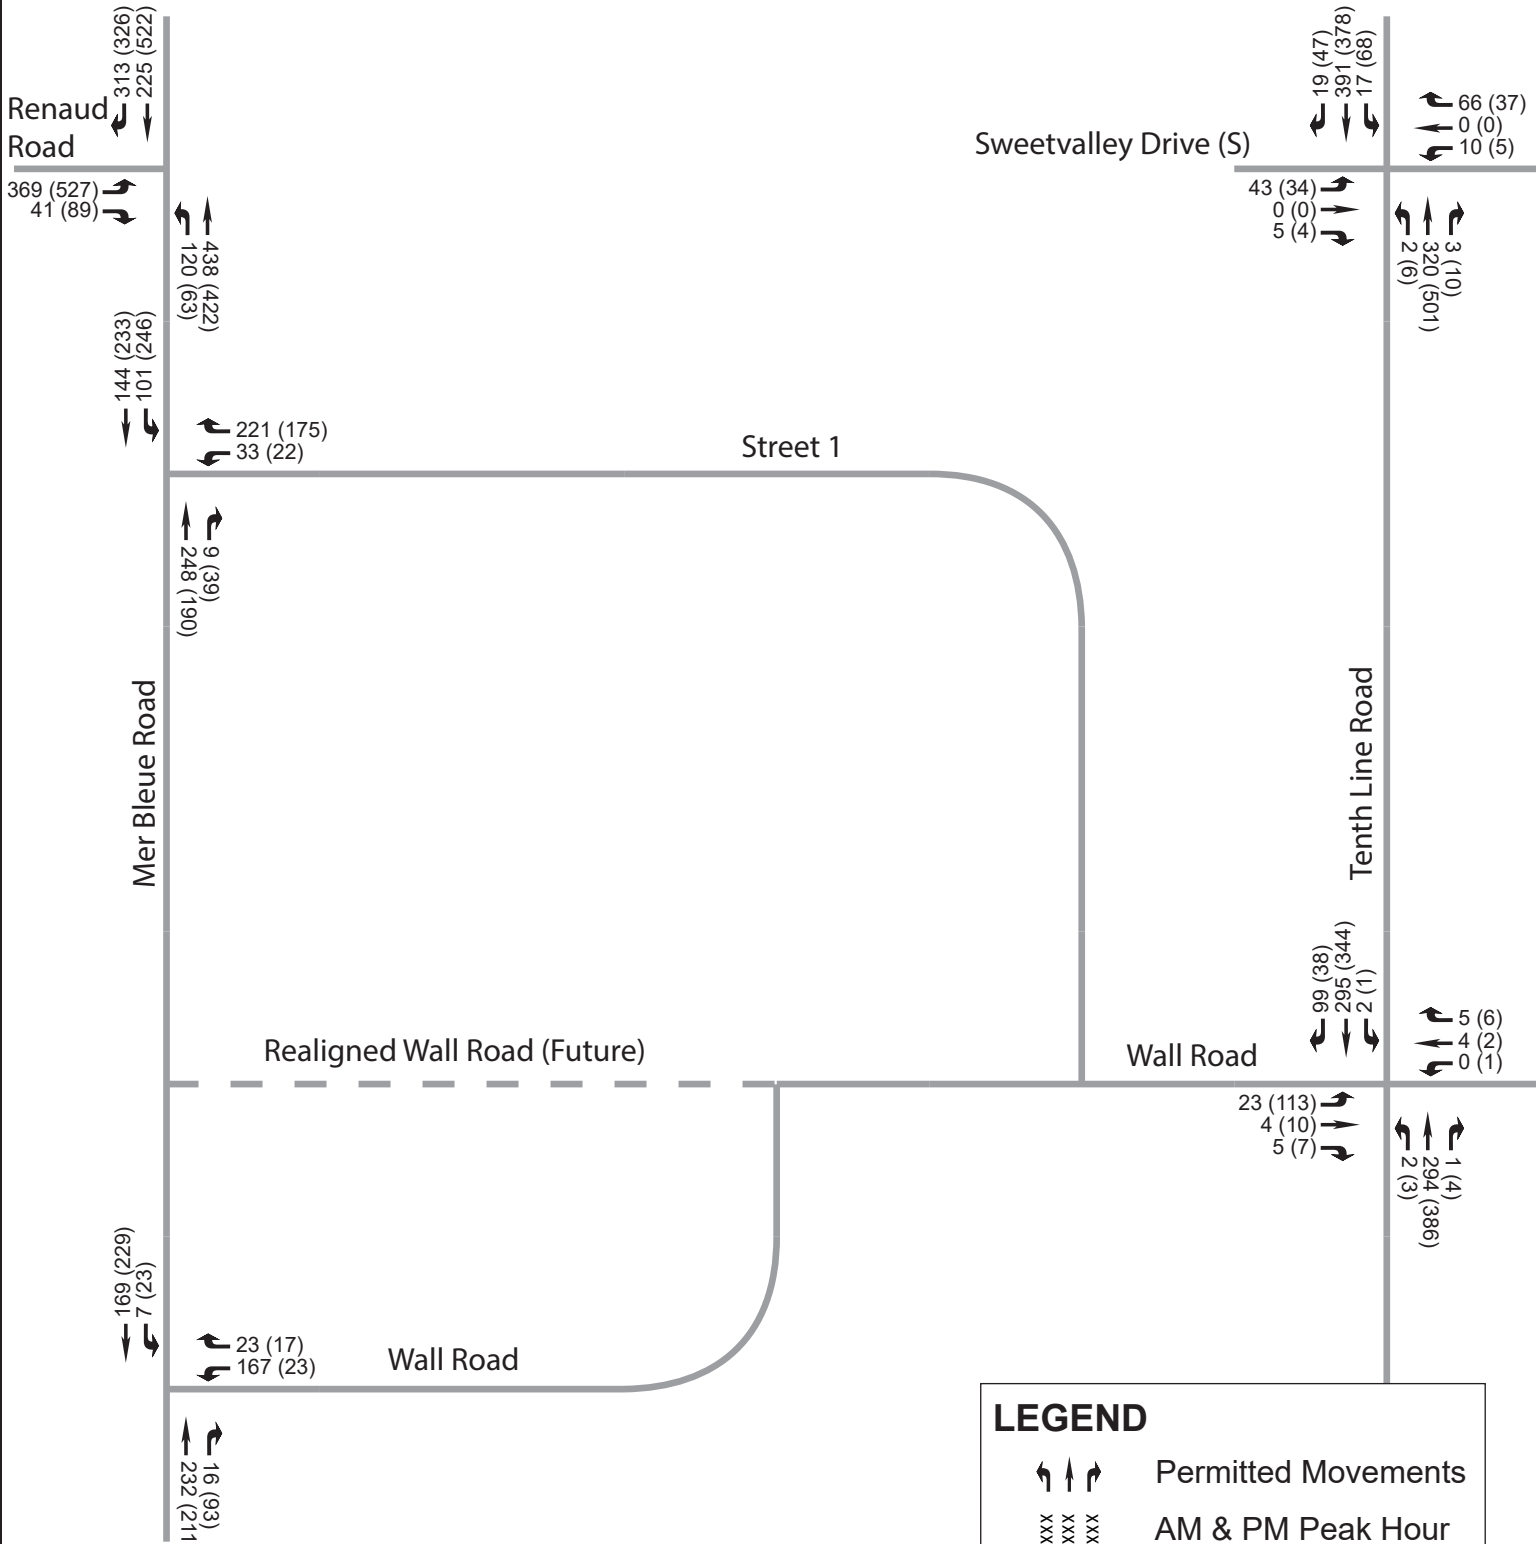 313 (326)
225 (522)
Renaud
Road
369 (527)
41 (89)
120 (63)
438 (422)
19 (47)
391 (378)
17 (68)
66 (37)
0 (0)
10 (5)
Sweetvalley Drive (S)
43 (34)
0 (0)
5 (4)
2 (6)
320 (501)
3 (10)
144 (233)
101 (246)
221 (175)
33 (22)
Street 1
248 (190)
9 (39)
Mer Bleue Road
Tenth Line Road
99 (38)
295 (344)
2 (1)
5 (6)
4 (2)
0 (1)
Realigned Wall Road (Future)
Wall Road
23 (113)
4 (10)
5 (7)
2 (3)
294 (386)
1 (4)
169 (229)
7 (23)
23 (17)
167 (23)
Wall Road
232 (211
16 (93)
LEGEND
Permitted Movements
xxx
xxx
xxx
AM & PM Peak Hour